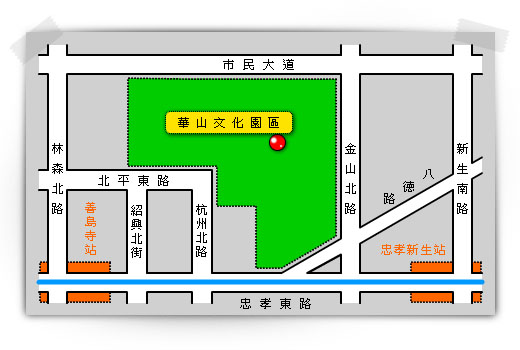 市民大道
華山文化園區
林森北路
金山北路
新生南路
八德路
北平東路
善島寺站
紹興北街
杭州北路
忠孝新生站
忠孝東路